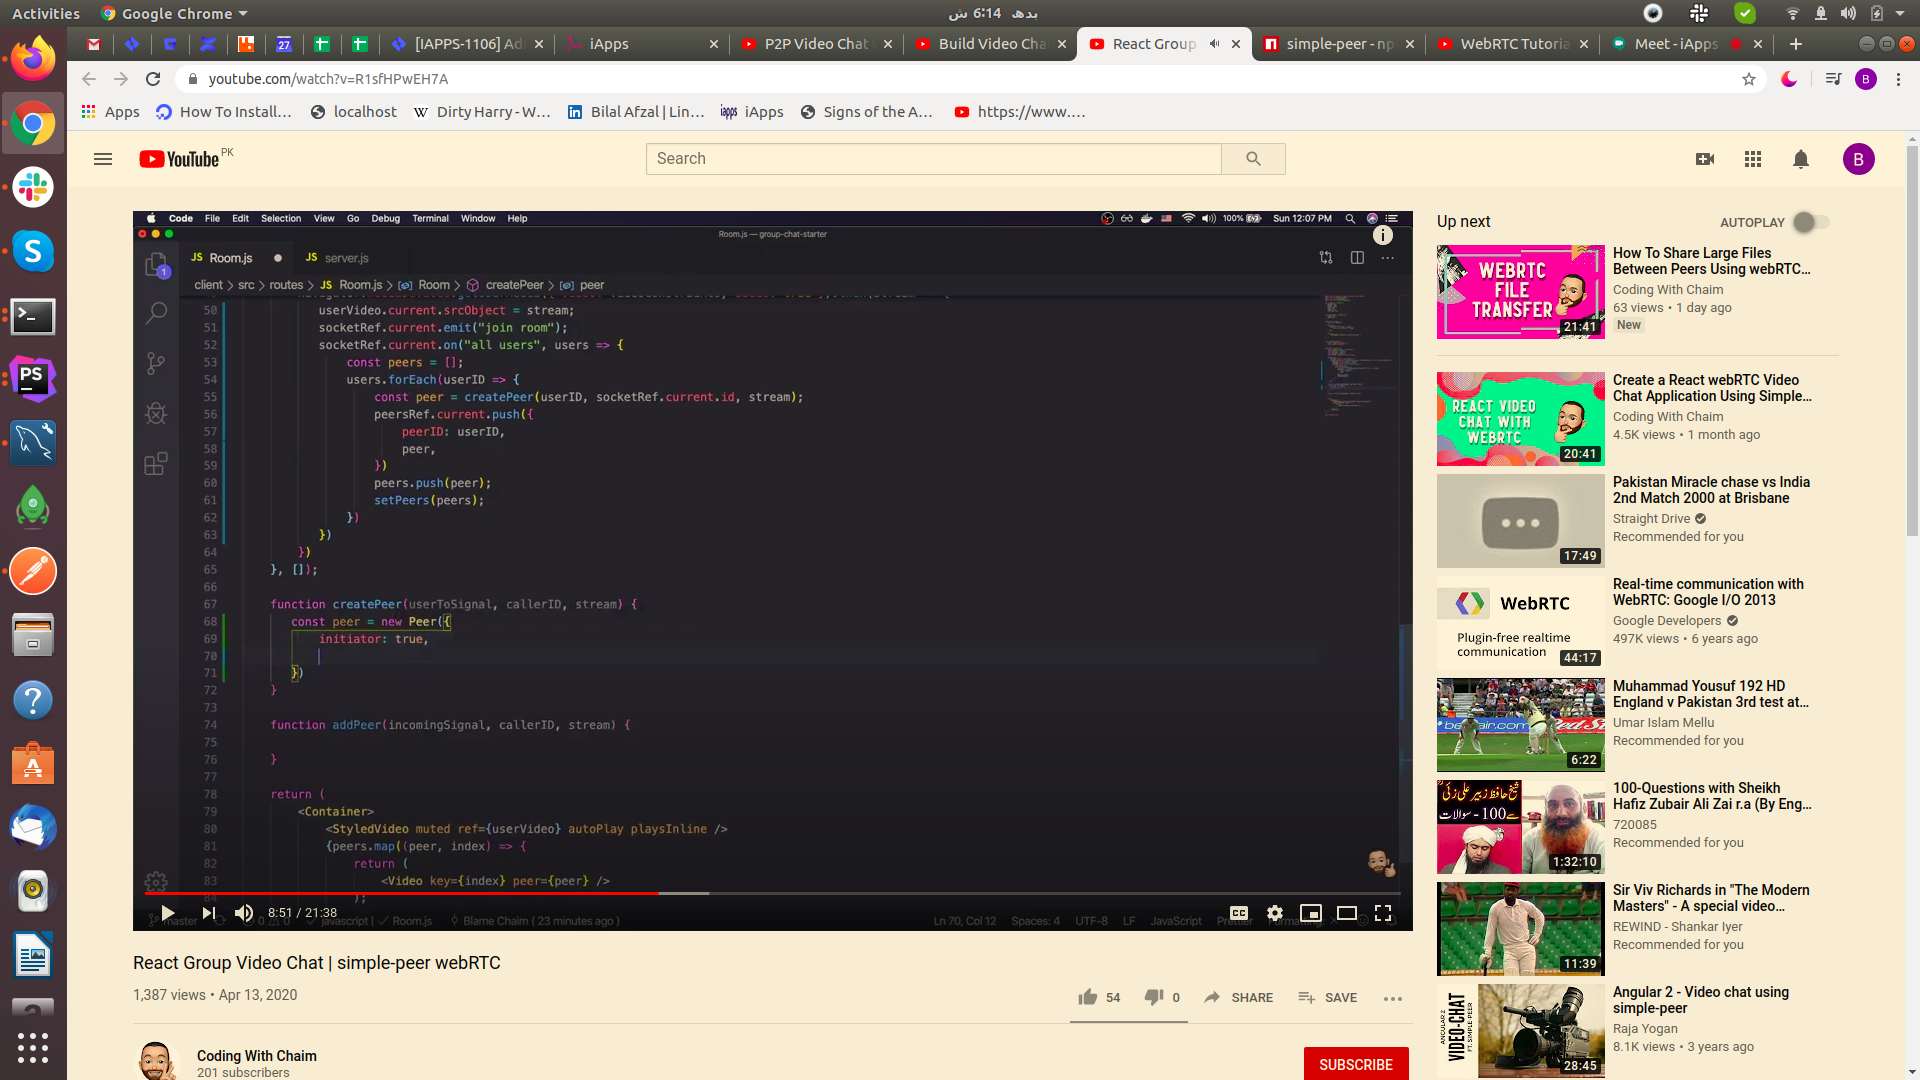 Activities
Google Chrome
بدھ 6:14 ش
[IAPPS-1106] Ad
iApps
P2P Video Chat
Build Video Cha
React Group
simple-peer - np
WebRTC Tutoria
Meet - iApps
youtube.com/watch?v=R1sfHPwEH7A
B
Apps
How To Install...
localhost
Dirty Harry - W...
Bilal Afzal | Lin...
iApps
Signs of the A...
https://www....
YouTube PK
Search
B
Code File Edit Selection View Go Debug Terminal Window Help
100% Sun 12:07 PM
Room.js — group-chat-starter
JS Room.js
JS server.js
client > src > routes > JS Room.js > Room > createPeer > peer
50 userVideo.current.srcObject = stream;
51 socketRef.current.emit("join room");
52 socketRef.current.on("all users", users => {
53 const peers = [];
54 users.forEach(userID => {
55 const peer = createPeer(userID, socketRef.current.id, stream);
56 peersRef.current.push({
57 peerID: userID,
58 peer,
59 })
60 peers.push(peer);
61 setPeers(peers);
62 })
63 })
64 })
65 }, []);
66
67 function createPeer(userToSignal, callerID, stream) {
68 const peer = new Peer({
69 initiator: true,
70
71 })
72 }
73
74 function addPeer(incomingSignal, callerID, stream) {
75
76 }
77
78 return (
79 <Container>
80 <StyledVideo muted ref={userVideo} autoPlay playsInline />
81 {peers.map((peer, index) => {
82 return (
83 <Video key={index} peer={peer} />
);
8:51 / 21:38
master
javascript | Room.js
Blame Chaim ( 23 minutes ago )
Ln 70, Col 12 Spaces: 4 UTF-8 LF JavaScript Prettier
React Group Video Chat | simple-peer webRTC
1,387 views • Apr 13, 2020
54
0
SHARE
SAVE
Coding With Chaim
201 subscribers
SUBSCRIBE
Up next
AUTOPLAY
WEBRTC
FILE
TRANSFER
21:41
How To Share Large Files
Between Peers Using webRTC...
Coding With Chaim
63 views • 1 day ago
New
REACT VIDEO
CHAT WITH
WEBRTC
20:41
Create a React webRTC Video
Chat Application Using Simple...
Coding With Chaim
4.5K views • 1 month ago
17:49
Pakistan Miracle chase vs India
2nd Match 2000 at Brisbane
Straight Drive
Recommended for you
WebRTC
Plugin-free realtime
communication
44:17
Real-time communication with
WebRTC: Google I/O 2013
Google Developers
497K views • 6 years ago
6:22
Muhammad Yousuf 192 HD
England v Pakistan 3rd test at...
Umar Islam Mellu
Recommended for you
شیخ حافظ زبیر علی زئی
سے 100 - سوالات
1:32:10
100-Questions with Sheikh
Hafiz Zubair Ali Zai r.a (By Eng...
720085
Recommended for you
11:39
Sir Viv Richards in "The Modern
Masters" - A special video...
REWIND - Shankar Iyer
Recommended for you
ANGULAR 2
VIDEO-CHAT
FT. SIMPLE-PEER
28:45
Angular 2 - Video chat using
simple-peer
Raja Yogan
8.1K views • 3 years ago